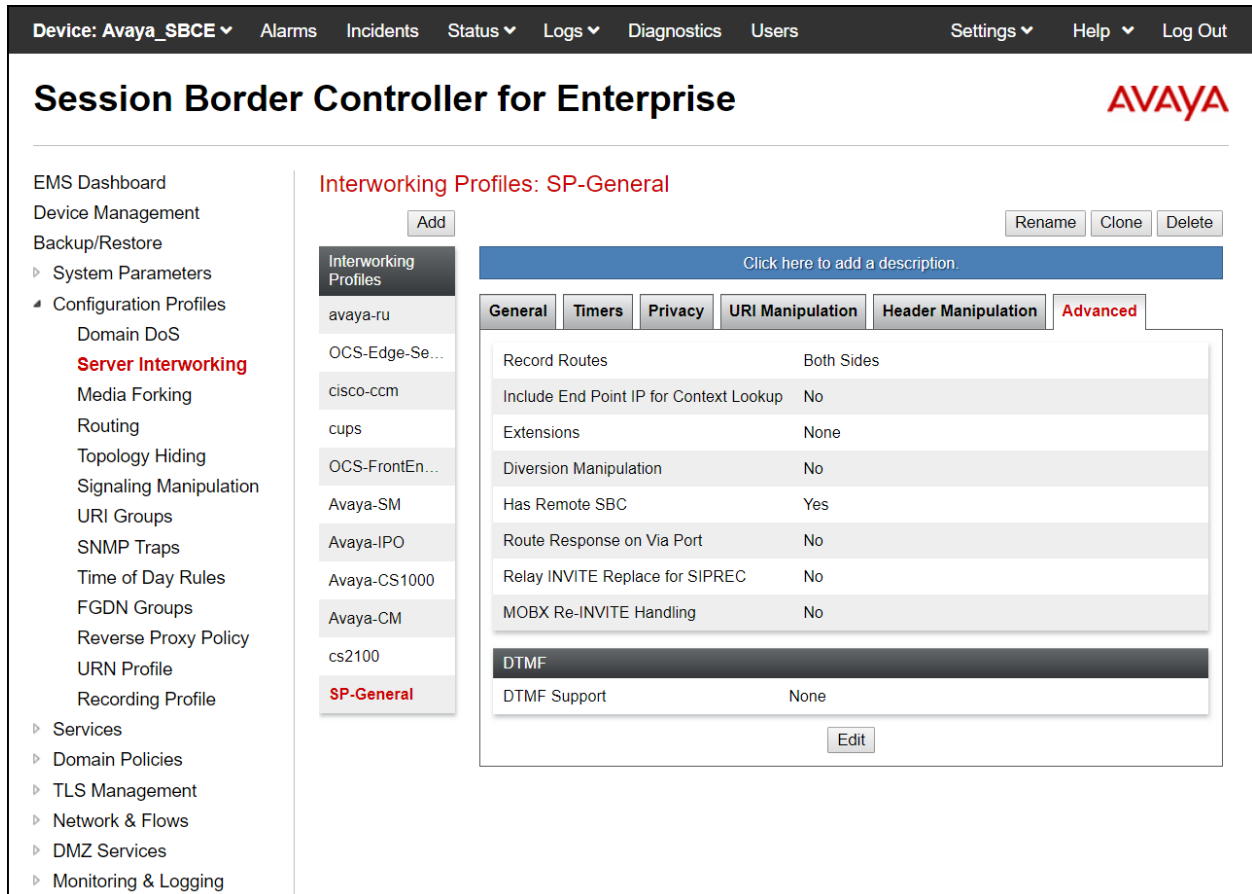 Device: Avaya_SBCE Alarms Incidents Status Logs Diagnostics Users Settings Help Log Out
Session Border Controller for Enterprise
AVAYA
EMS Dashboard
Device Management
Backup/Restore
System Parameters
Configuration Profiles
Domain DoS
Server Interworking
Media Forking
Routing
Topology Hiding
Signaling Manipulation
URI Groups
SNMP Traps
Time of Day Rules
FGDN Groups
Reverse Proxy Policy
URN Profile
Recording Profile
Services
Domain Policies
TLS Management
Network & Flows
DMZ Services
Monitoring & Logging
Interworking Profiles: SP-General
Add
Rename Clone Delete
Interworking
Profiles
avaya-ru
OCS-Edge-Se...
cisco-ccm
cups
OCS-FrontEn...
Avaya-SM
Avaya-IPO
Avaya-CS1000
Avaya-CM
cs2100
SP-General
Click here to add a description.
General Timers Privacy URI Manipulation Header Manipulation Advanced
Record Routes Both Sides
Include End Point IP for Context Lookup No
Extensions None
Diversion Manipulation No
Has Remote SBC Yes
Route Response on Via Port No
Relay INVITE Replace for SIPREC No
MOBX Re-INVITE Handling No
DTMF
DTMF Support None
Edit